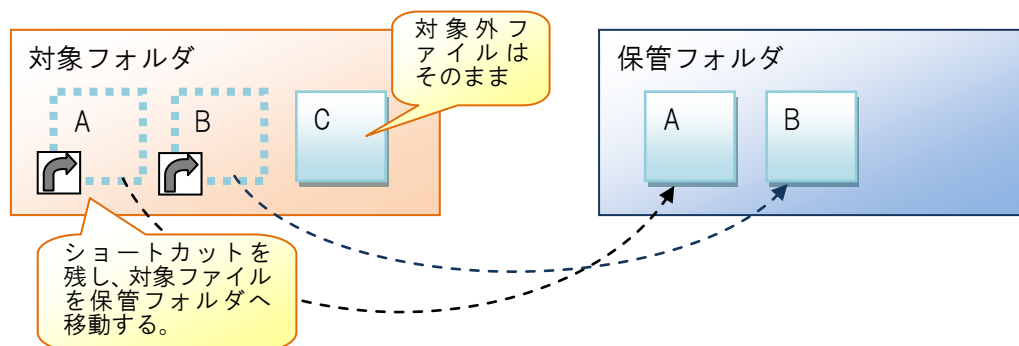 対象フォルダ
A
B
C
対象外フ
ァイルは
そのまま
ショートカットを
残し、対象ファイル
を保管フォルダへ
移動する。
保管フォルダ
A
B